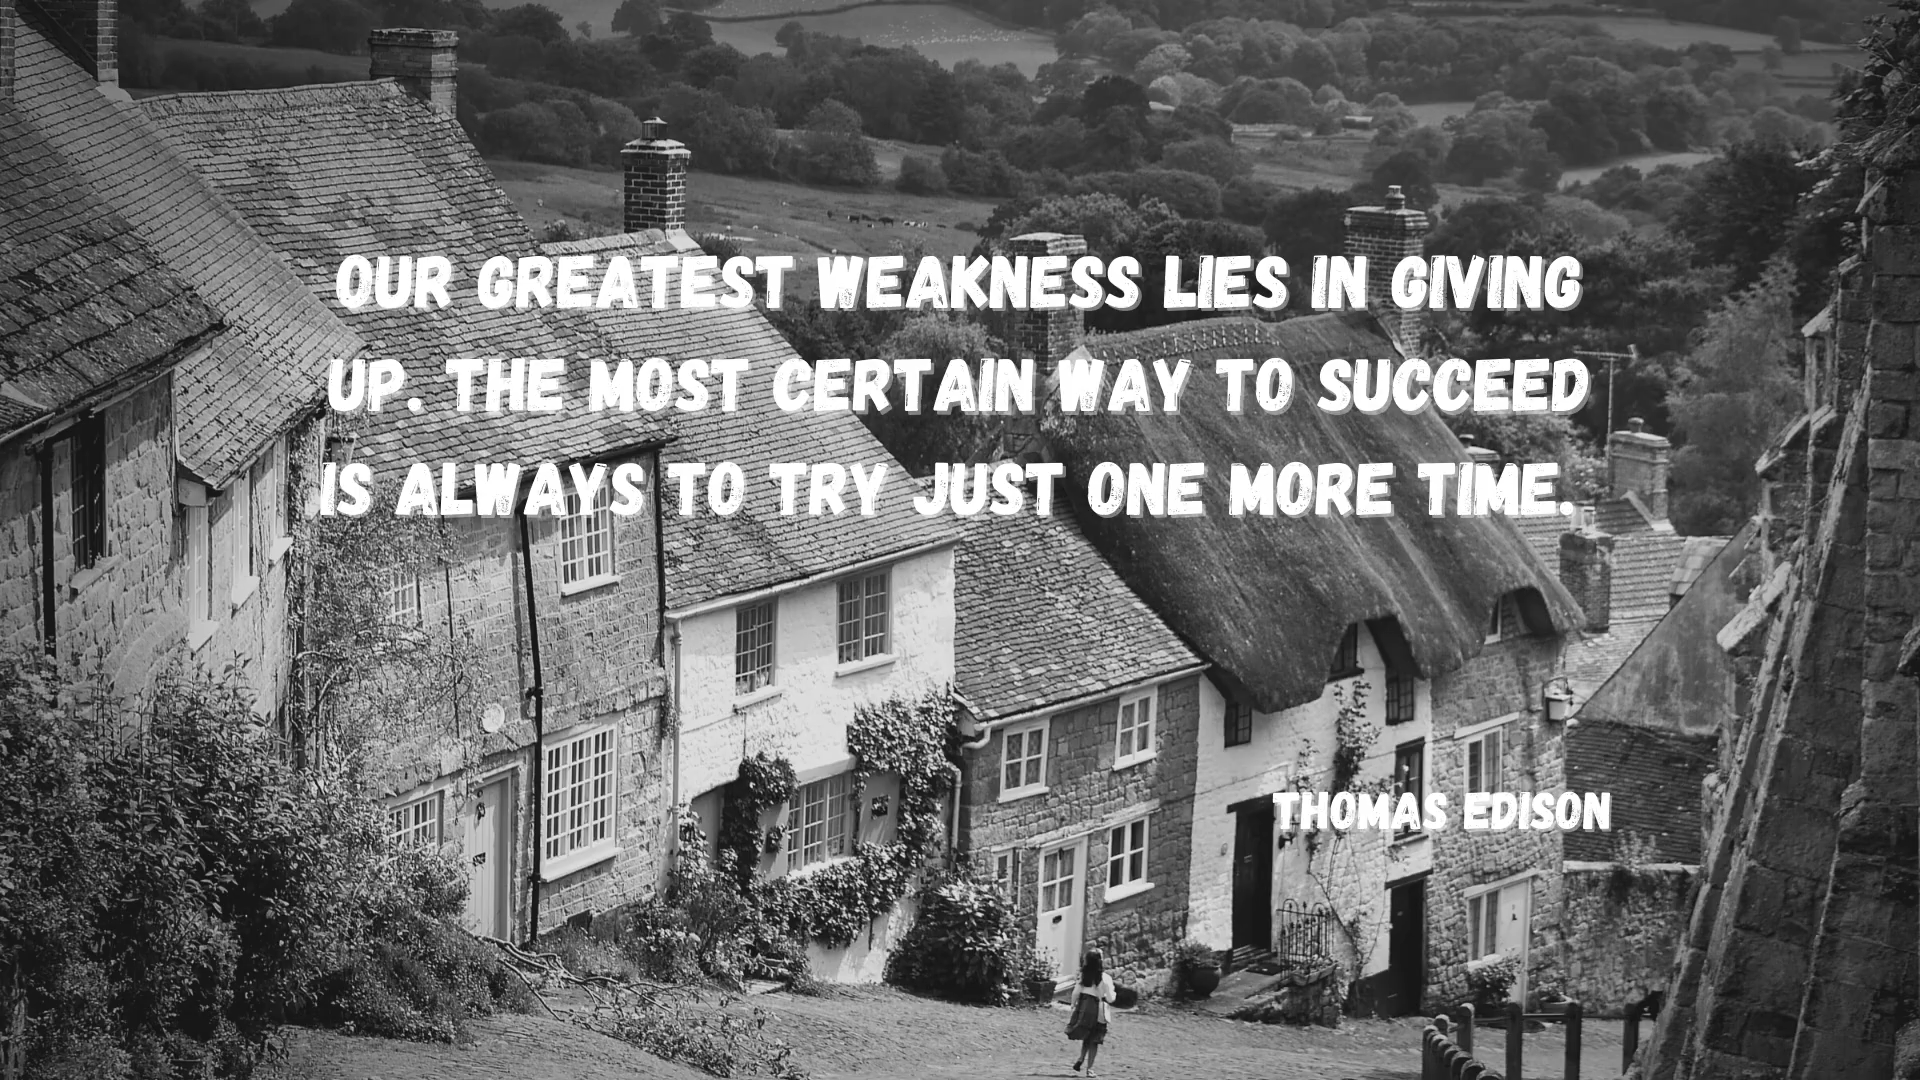 OUR GREATEST WEAKNESS LIES IN GIVING
UP. THE MOST CERTAIN WAY TO SUCCEED
IS ALWAYS TO TRY JUST ONE MORE TIME.
THOMAS EDISON